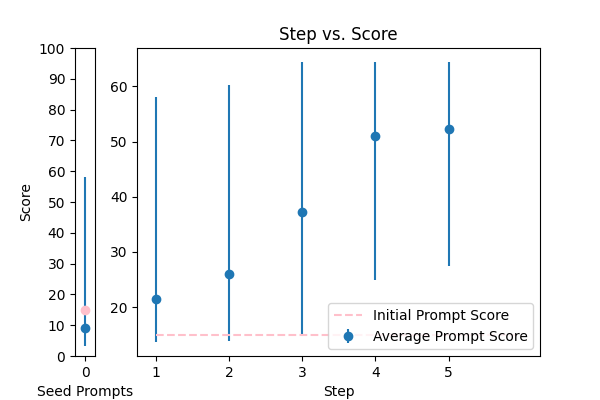 Step vs. Score
Score
100
90
80
70
60
50
40
30
20
10
0
0
Seed Prompts
60
50
40
30
20
1 2 3 4 5
Step
Initial Prompt Score
Average Prompt Score